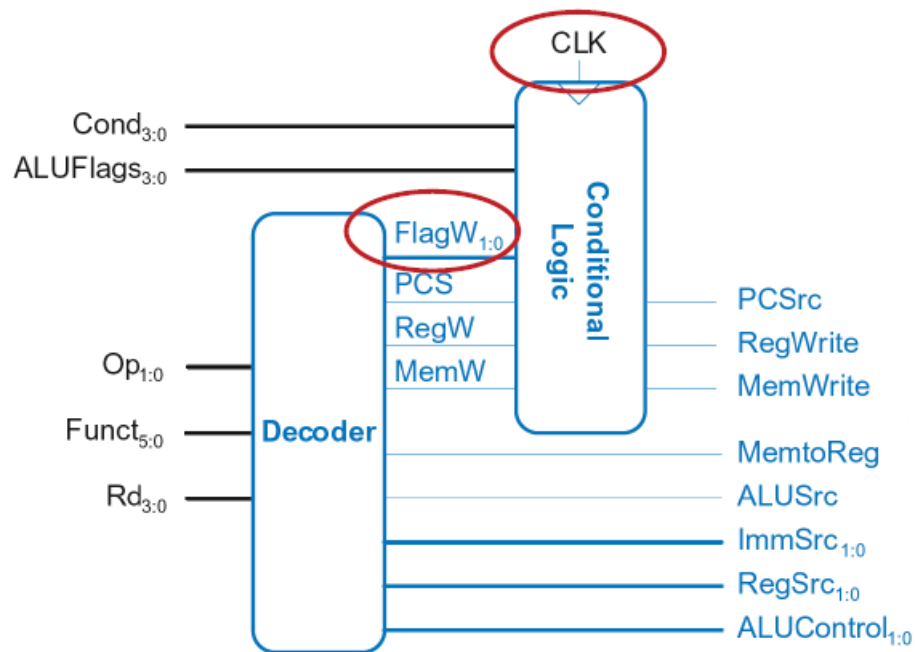 CLK
Cond3:0
ALUFlags3:0
FlagW1:0
PCS
RegW
MemW
Conditional
Logic
PCSrc
RegWrite
MemWrite
Op1:0
Funct5:0
Rd3:0
Decoder
MemtoReg
ALUSrc
ImmSrc1:0
RegSrc1:0
ALUControl1:0